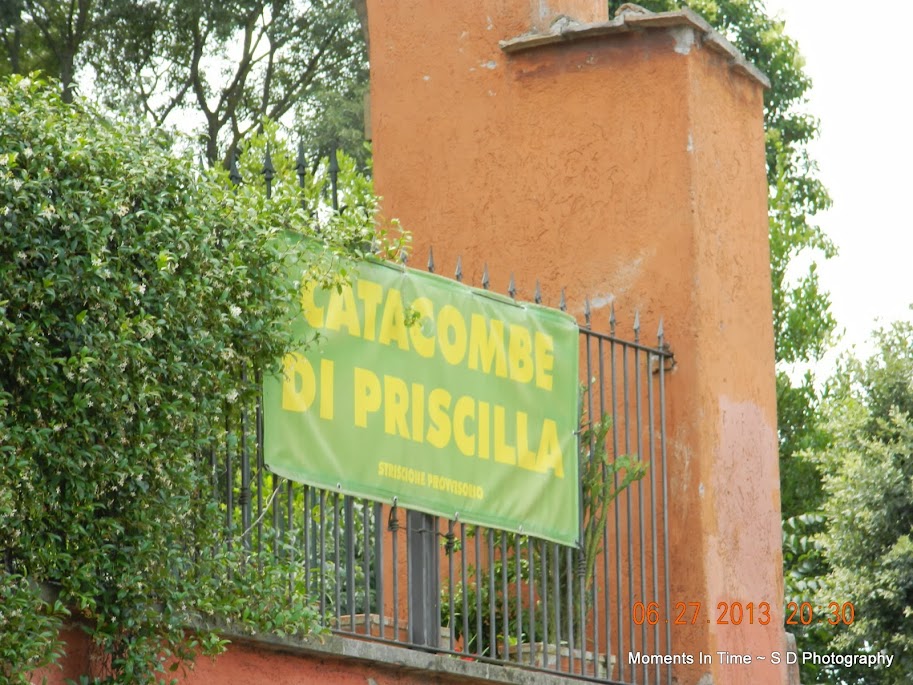 CATACOMBE
DI PRISCILLA
STRISCIONE PROVVISORIO
06.27.2013 20:30
Moments In Time ~ S D Photography